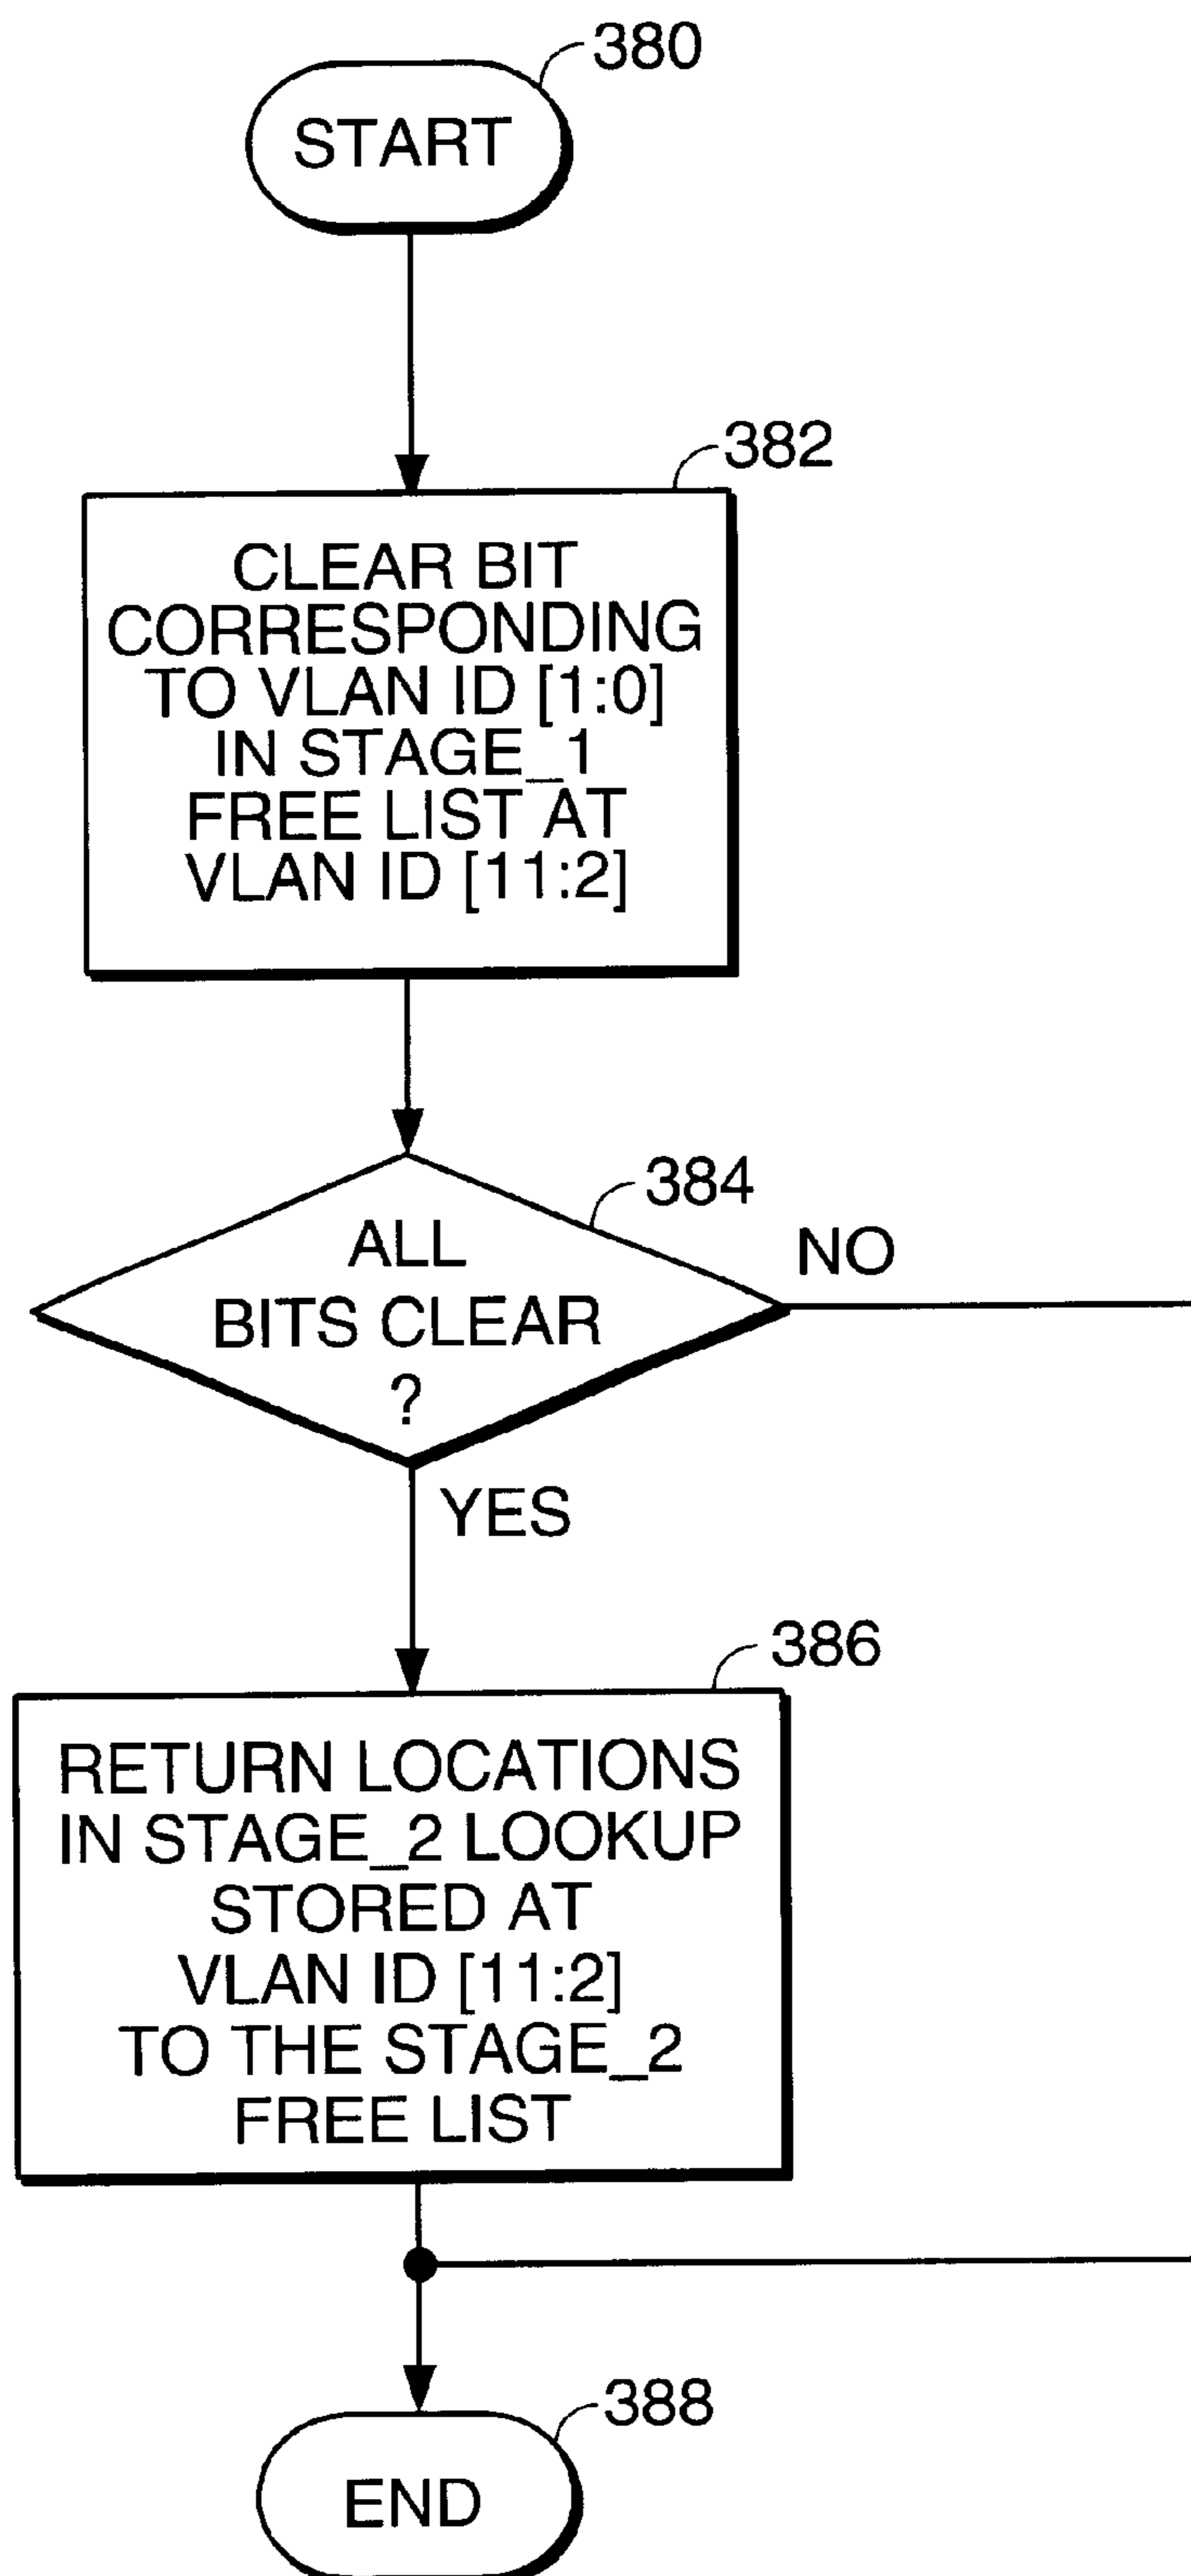 380
START
382
CLEAR BIT
CORRESPONDING
TO VLAN ID [1:0]
IN STAGE_1
FREE LIST AT
VLAN ID [11:2]
384
ALL
BITS CLEAR
?
NO
YES
386
RETURN LOCATIONS
IN STAGE_2 LOOKUP
STORED AT
VLAN ID [11:2]
TO THE STAGE_2
FREE LIST
388
END